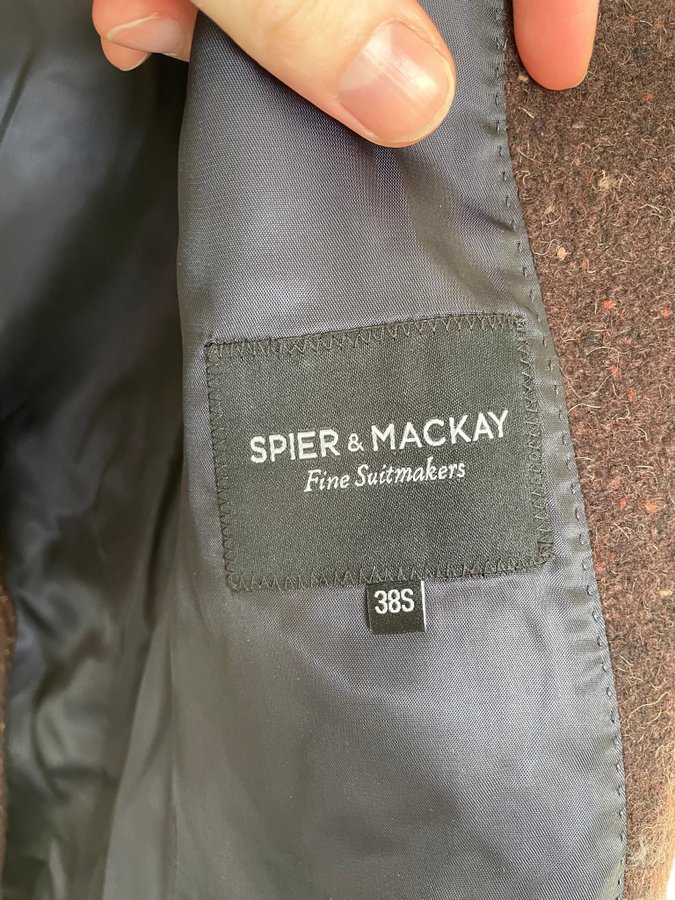 SPIER & MACKAY
Fine Suitmakers
38S